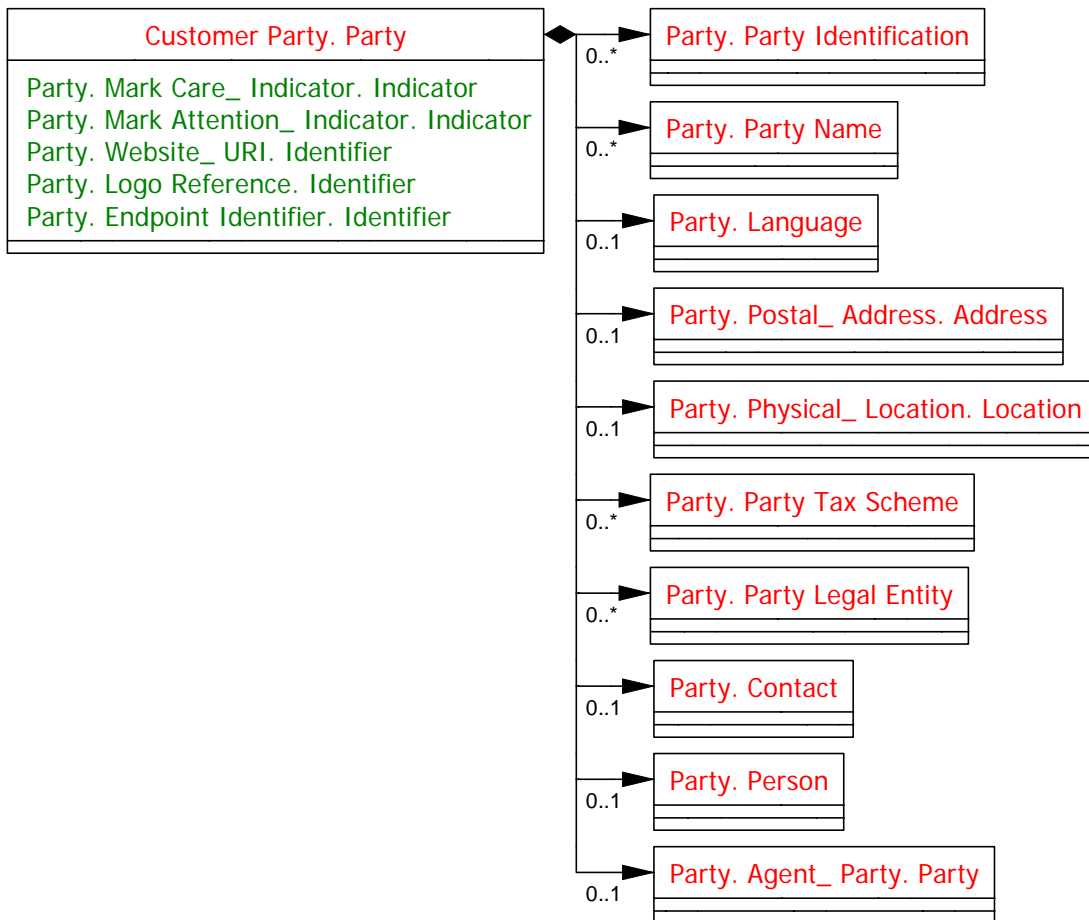 Customer Party. Party
Party. Mark Care_ Indicator. Indicator
Party. Mark Attention_ Indicator. Indicator
Party. Website_ URI. Identifier
Party. Logo Reference. Identifier
Party. Endpoint Identifier. Identifier
Party. Party Identification
0..*
Party. Party Name
0..*
Party. Language
0..1
Party. Postal_ Address. Address
0..1
Party. Physical_ Location. Location
0..1
Party. Party Tax Scheme
0..*
Party. Party Legal Entity
0..*
Party. Contact
0..1
Party. Person
0..1
Party. Agent_ Party. Party
0..1